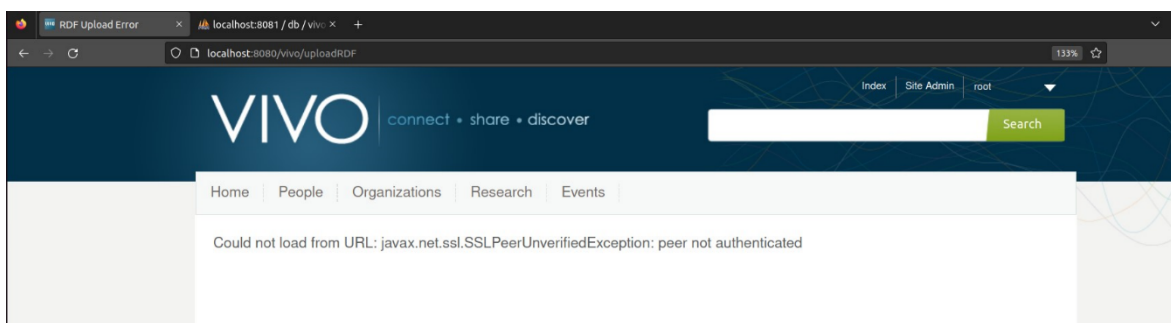 RDF Upload Error
localhost:8081 / db / vivo
localhost:8080/vivo/uploadRDF
133%
Index
Site Admin
root
VIVO
connect • share • discover
Search
Home
People
Organizations
Research
Events
Could not load from URL: javax.net.ssl.SSLPeerUnverifiedException: peer not authenticated